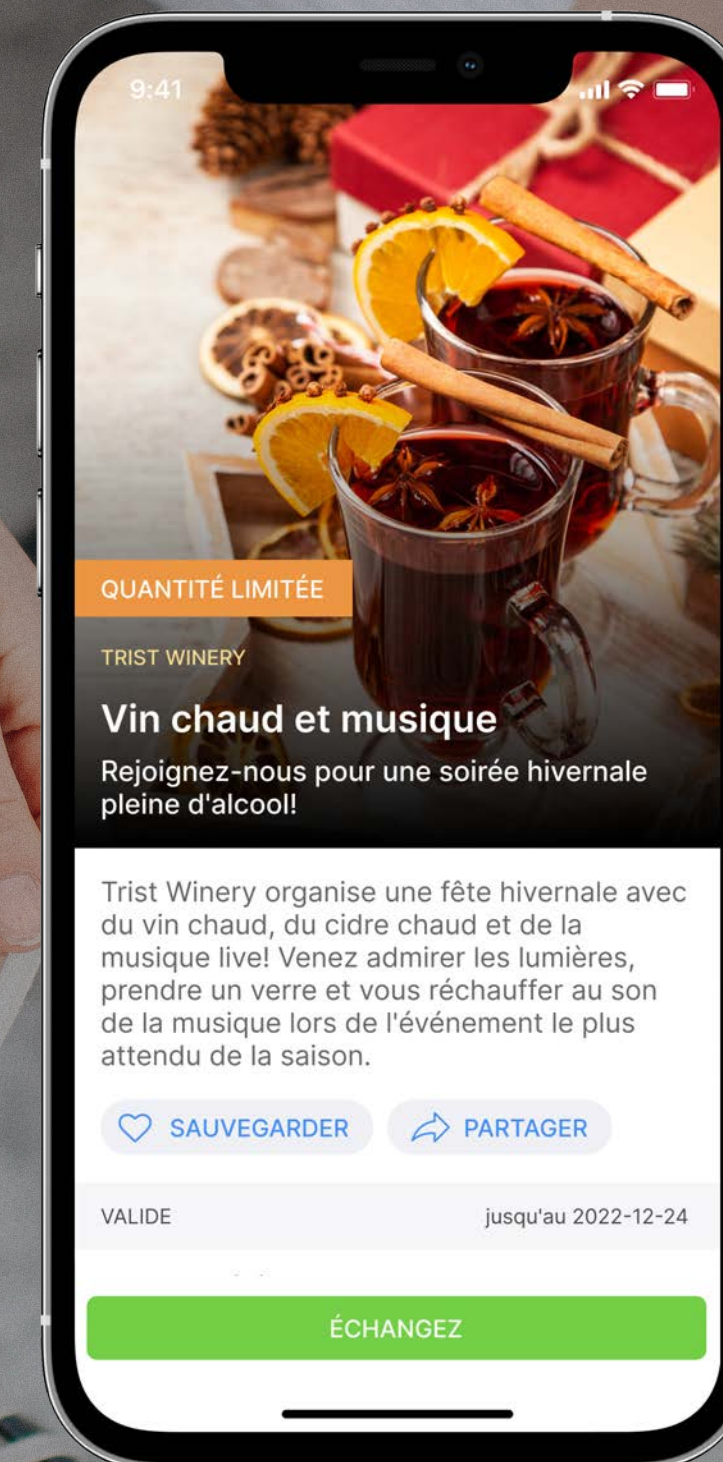 9:41
QUANTITÉ LIMITÉE
TRIST WINERY
Vin chaud et musique
Rejoignez-nous pour une soirée hivernale
pleine d'alcool!
Trist Winery organise une fête hivernale avec
du vin chaud, du cidre chaud et de la
musique live! Venez admirer les lumières,
prendre un verre et vous réchauffer au son
de la musique lors de l'événement le plus
attendu de la saison.
SAUVEGARDER PARTAGER
VALIDE jusqu'au 2022-12-24
ÉCHANGEZ